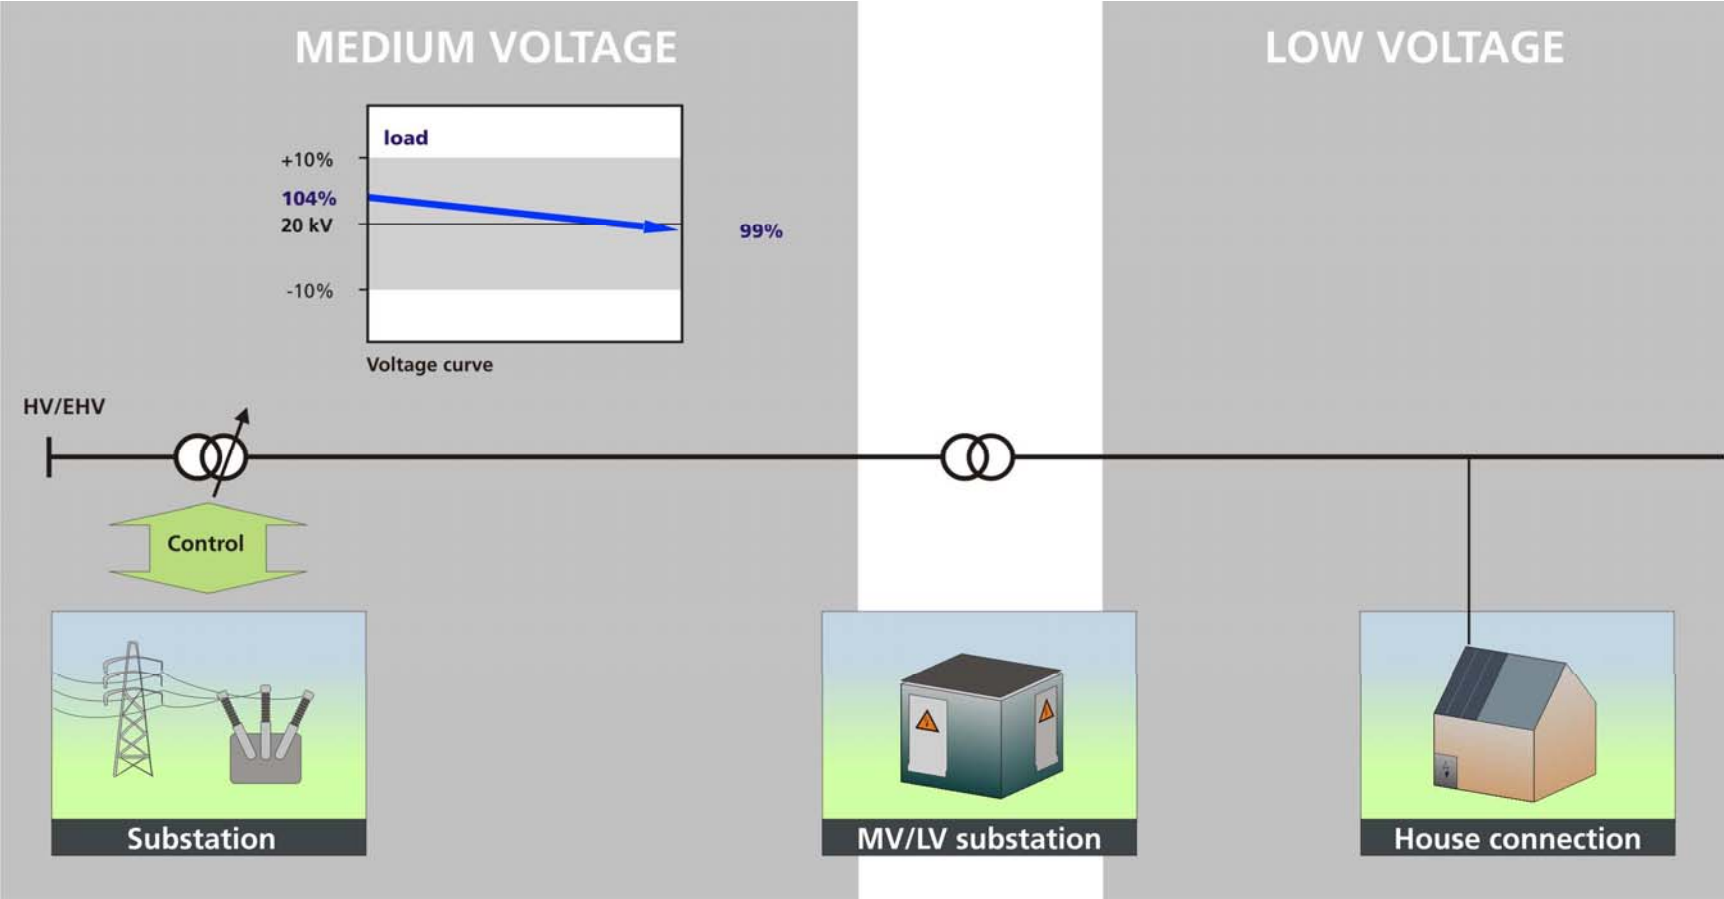 MEDIUM VOLTAGE
LOW VOLTAGE
load
+10%
104%
20 kV
99%
-10%
Voltage curve
HV/EHV
Control
Substation
MV/LV substation
House connection